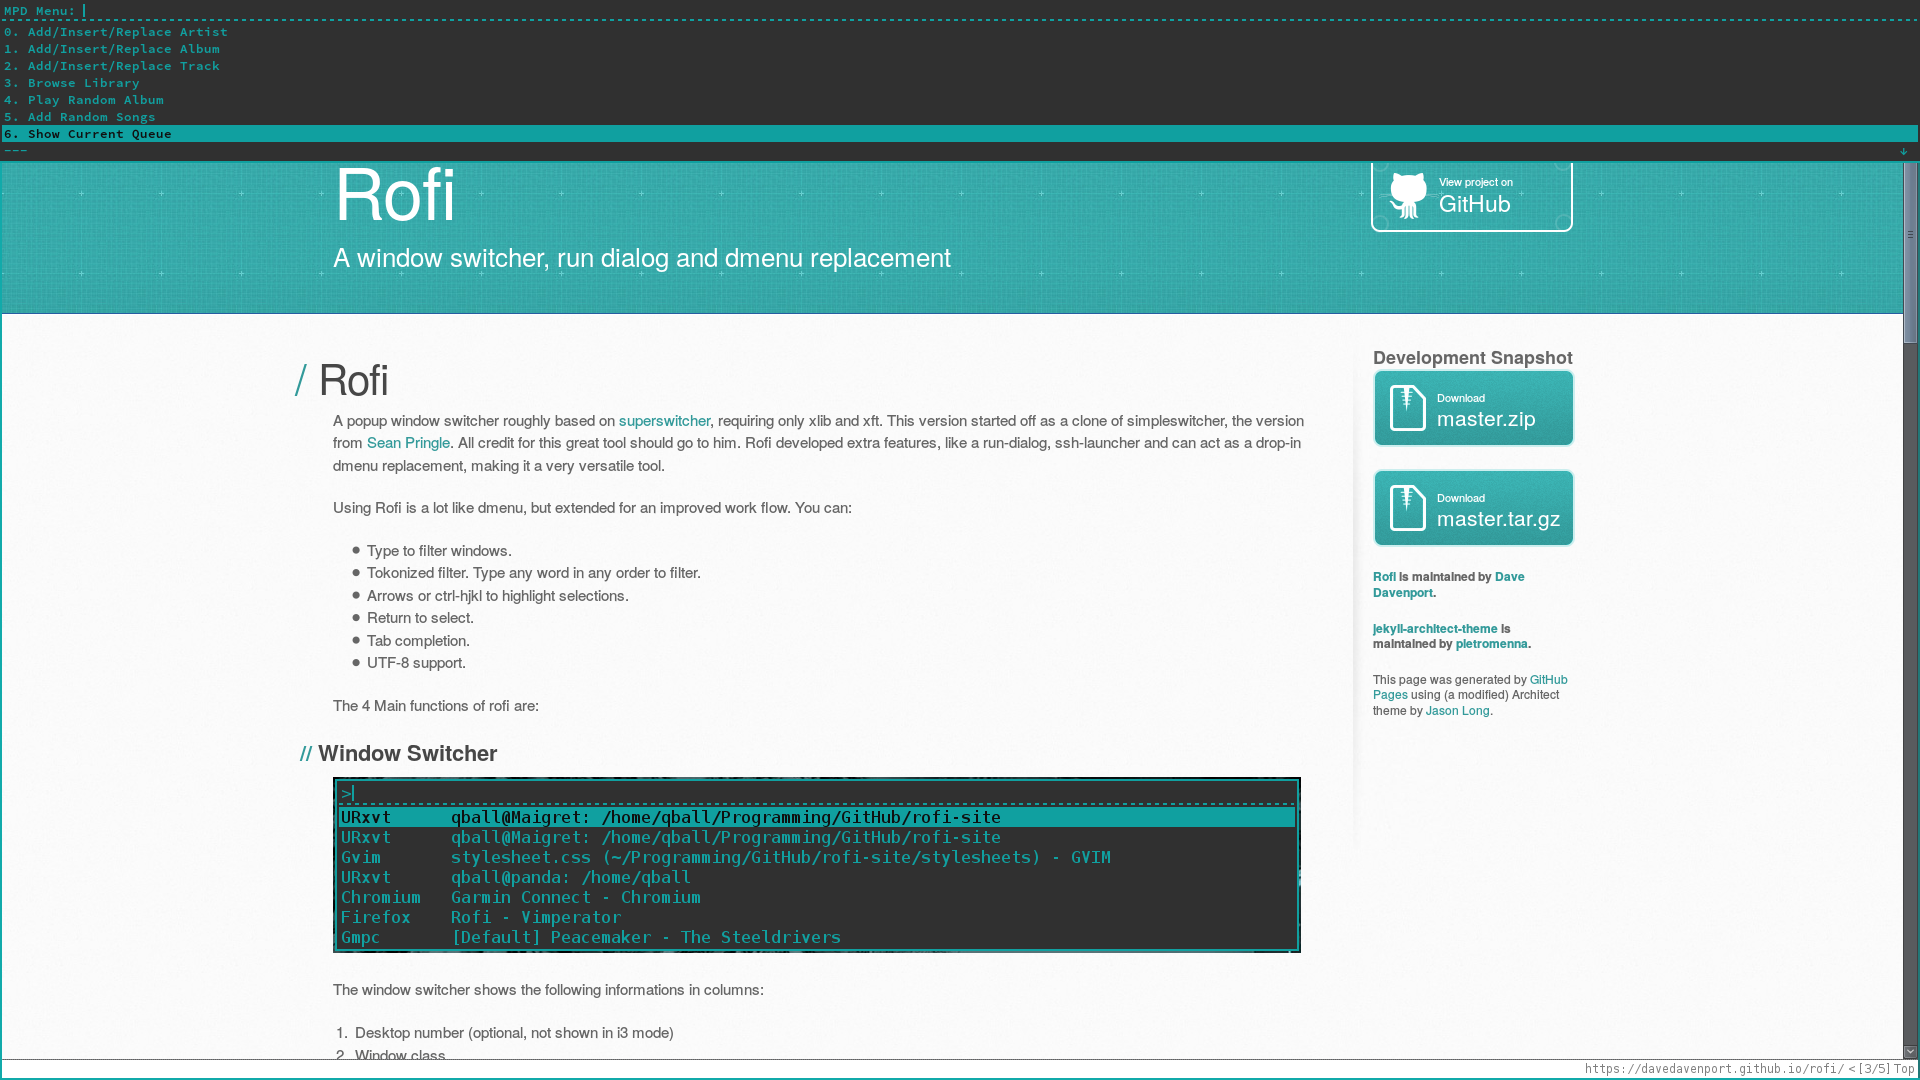 MPD Menu:
0. Add/Insert/Replace Artist
1. Add/Insert/Replace Album
2. Add/Insert/Replace Track
3. Browse Library
4. Play Random Album
5. Add Random Songs
6. Show Current Queue
---
Rofi
A window switcher, run dialog and dmenu replacement
View project on
GitHub
/ Rofi
A popup window switcher roughly based on superswitcher, requiring only xlib and xft. This version started off as a clone of simpleswitcher, the version
from Sean Pringle. All credit for this great tool should go to him. Rofi developed extra features, like a run-dialog, ssh-launcher and can act as a drop-in
dmenu replacement, making it a very versatile tool.
Using Rofi is a lot like dmenu, but extended for an improved work flow. You can:
● Type to filter windows.
● Tokonized filter. Type any word in any order to filter.
● Arrows or ctrl-hjkl to highlight selections.
● Return to select.
● Tab completion.
● UTF-8 support.
The 4 Main functions of rofi are:
// Window Switcher
>
URxvt qball@Maigret: /home/qball/Programming/GitHub/rofi-site
URxvt qball@Maigret: /home/qball/Programming/GitHub/rofi-site
Gvim stylesheet.css (~/Programming/GitHub/rofi-site/stylesheets) - GVIM
URxvt qball@panda: /home/qball
Chromium Garmin Connect - Chromium
Firefox Rofi - Vimperator
Gmpc [Default] Peacemaker - The Steeldrivers
The window switcher shows the following informations in columns:
1. Desktop number (optional, not shown in i3 mode)
2. Window class
Development Snapshot
Download
master.zip
Download
master.tar.gz
Rofi is maintained by Dave
Davenport.
jekyll-architect-theme is
maintained by pietromenna.
This page was generated by GitHub
Pages using (a modified) Architect
theme by Jason Long.
https://davedavenport.github.io/rofi/ <[3/5] Top